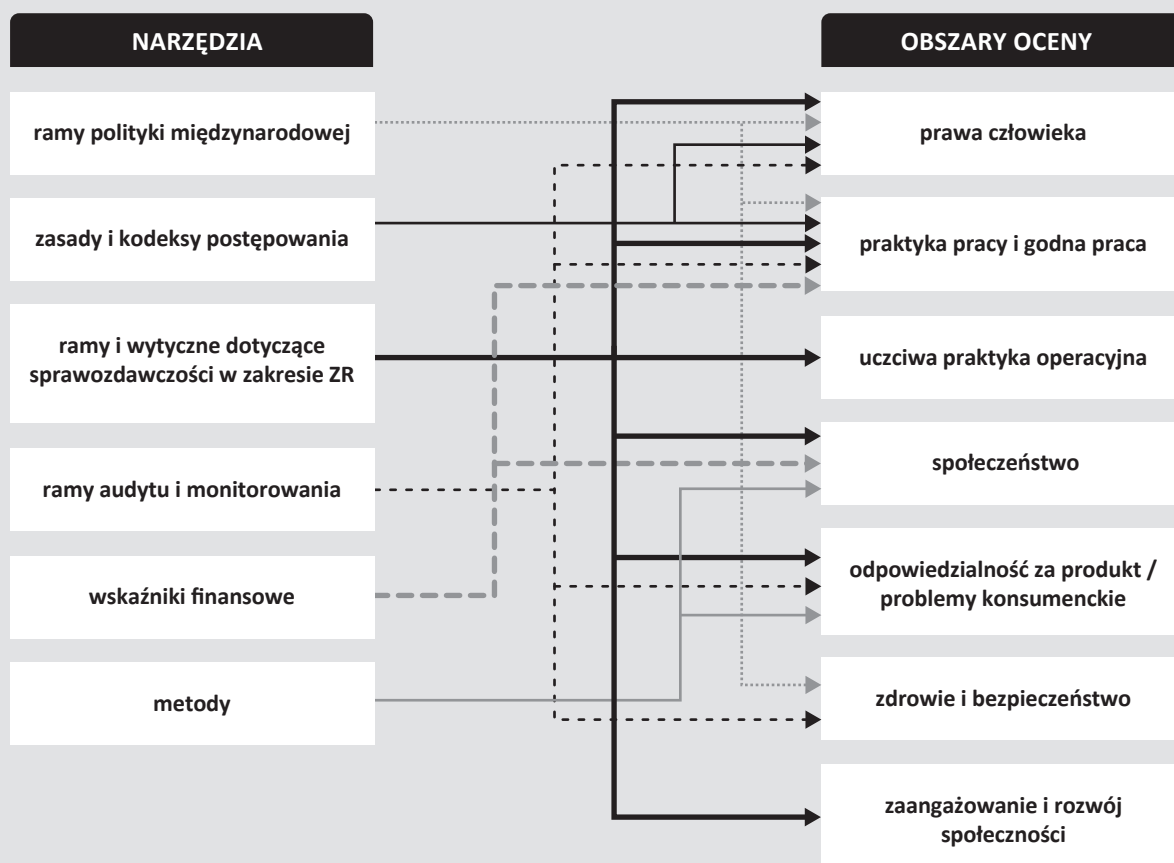 NARZĘDZIA
ramy polityki międzynarodowej
zasady i kodeksy postępowania
ramy i wytyczne dotyczące
sprawozdawczości w zakresie ZR
ramy audytu i monitorowania
wskaźniki finansowe
metody
OBSZARY OCENY
prawa człowieka
praktyka pracy i godna praca
uczciwa praktyka operacyjna
społeczeństwo
odpowiedzialność za produkt /
problemy konsumenckie
zdrowie i bezpieczeństwo
zaangażowanie i rozwój
społeczności